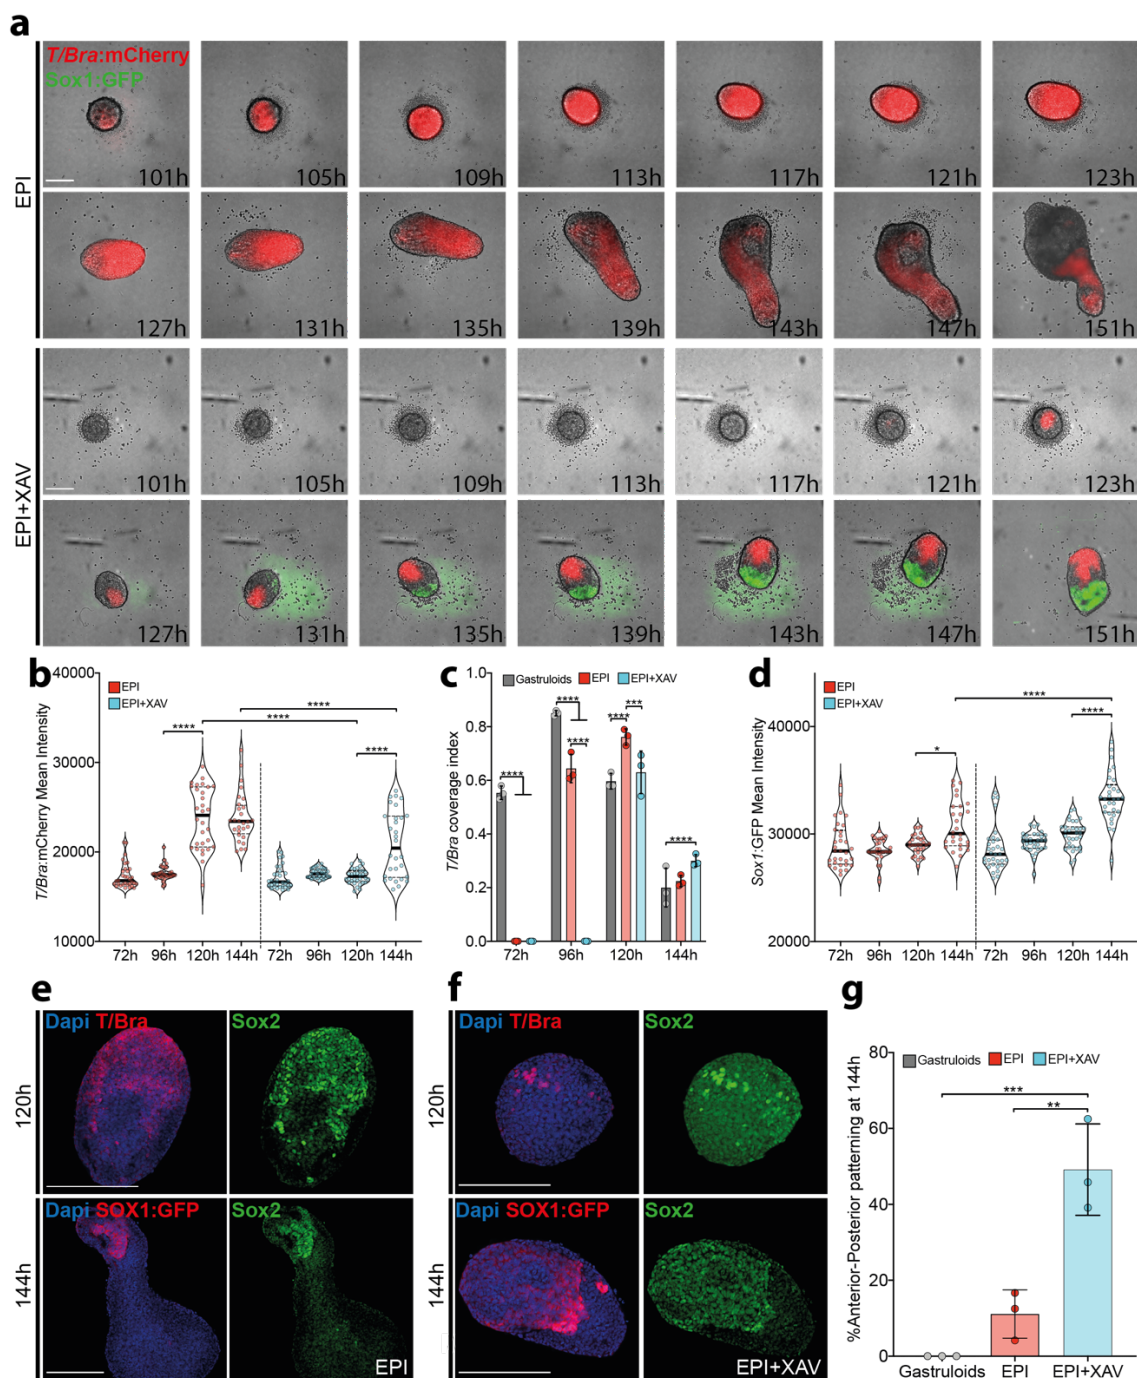 a
T/Bra:mCherry
Sox1:GFP
101h 105h 109h 113h 117h 121h 123h
EPI
127h 131h 135h 139h 143h 147h 151h
101h 105h 109h 113h 117h 121h 123h
EPI+XAV
127h 131h 135h 139h 143h 147h 151h
b
T/Bra:mCherry Mean Intensity
40000
30000
20000
10000
EPI
EPI+XAV
****
****
****
****
72h 96h 120h 144h 72h 96h 120h 144h
c
T/Bra coverage index
1.0
0.8
0.6
0.4
0.2
0.0
Gastruloids EPI EPI+XAV
****
****
****
****
***
****
72h 96h 120h 144h
d
Sox1:GFP Mean Intensity
40000
30000
20000
EPI
EPI+XAV
****
****
*
72h 96h 120h 144h 72h 96h 120h 144h
e
Dapi T/Bra Sox2
120h
Dapi SOX1:GFP Sox2
144h
EPI
f
Dapi T/Bra Sox2
120h
Dapi SOX1:GFP Sox2
144h
EPI+XAV
g
%Anterior-Posterior patterning at 144h
80
60
40
20
0
Gastruloids EPI EPI+XAV
***
**
Gastruloids EPI EPI+XAV